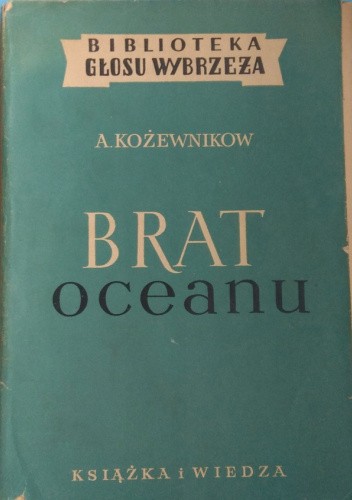 BIBLIOTEKA
GŁOSU WYBRZEŻA
A. KOŻEWNIKOW
BRAT
oceanu
KSIĄŻKA i WIEDZA